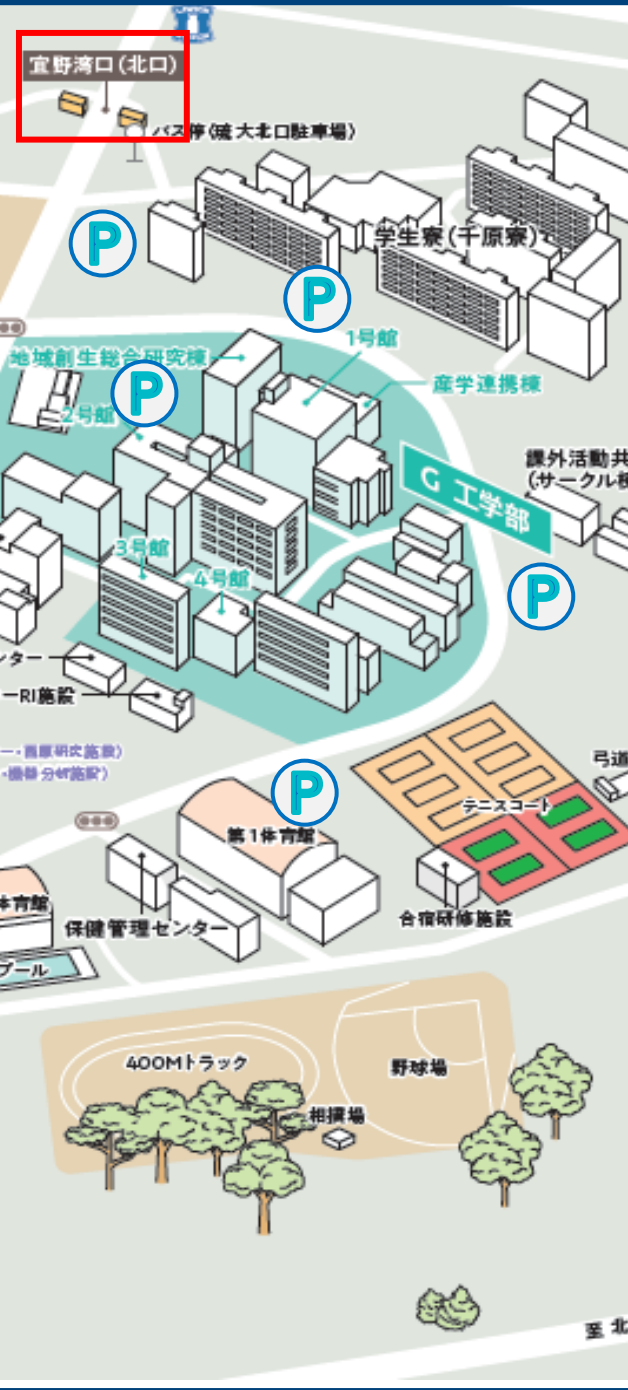 宜野湾口(北口)
バス停(琉大北口駐車場)
P
学生寮(千原寮)
P
1号館
地域創生総合研究棟
産学連携棟
P
2号館
課外活動共
(サークル棟
G 工学部
3号館
4号館
P
ンター
ーRI施設
弓道
P
テニスコート
第1体育館
体育館
合宿研修施設
保健管理センター
プール
400Mトラック
野球場
相撲場
至 北